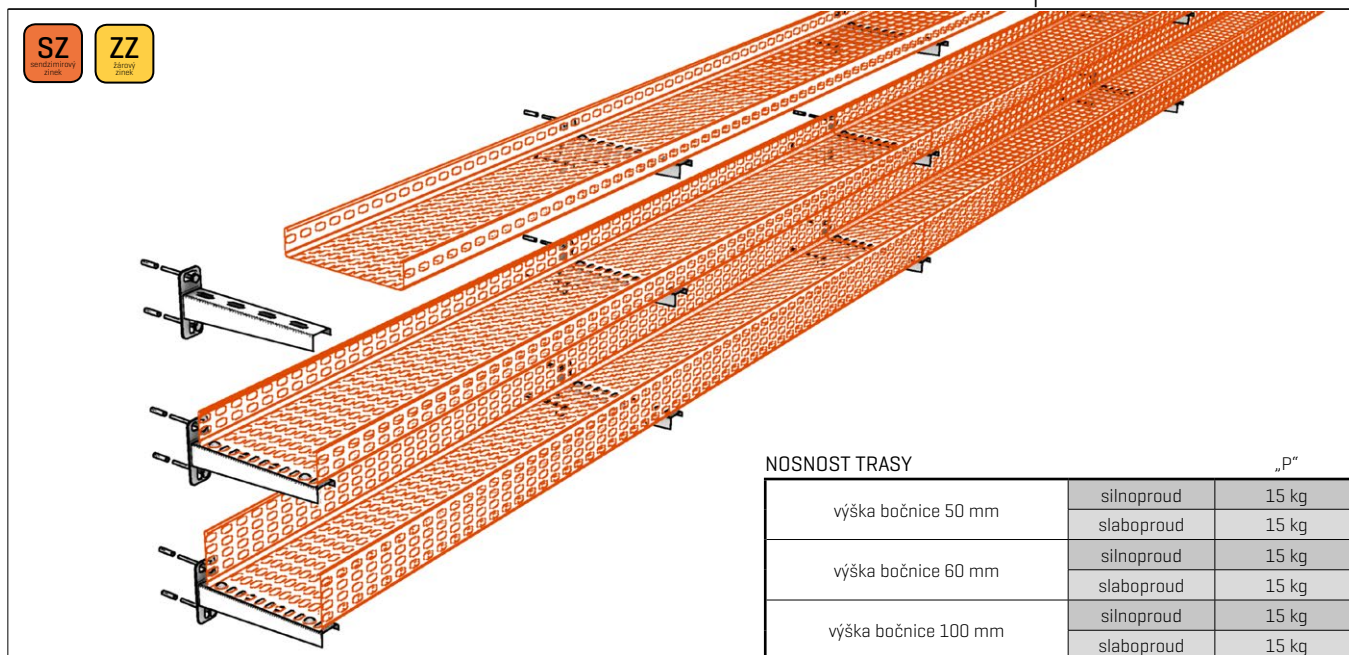 SZ
sendzimirový
zinek
ZZ
žárový
zinek
NOSNOST TRASY „P“
výška bočnice 50 mm
silnoproud 15 kg
slaboproud 15 kg
výška bočnice 60 mm
silnoproud 15 kg
slaboproud 15 kg
výška bočnice 100 mm
silnoproud 15 kg
slaboproud 15 kg